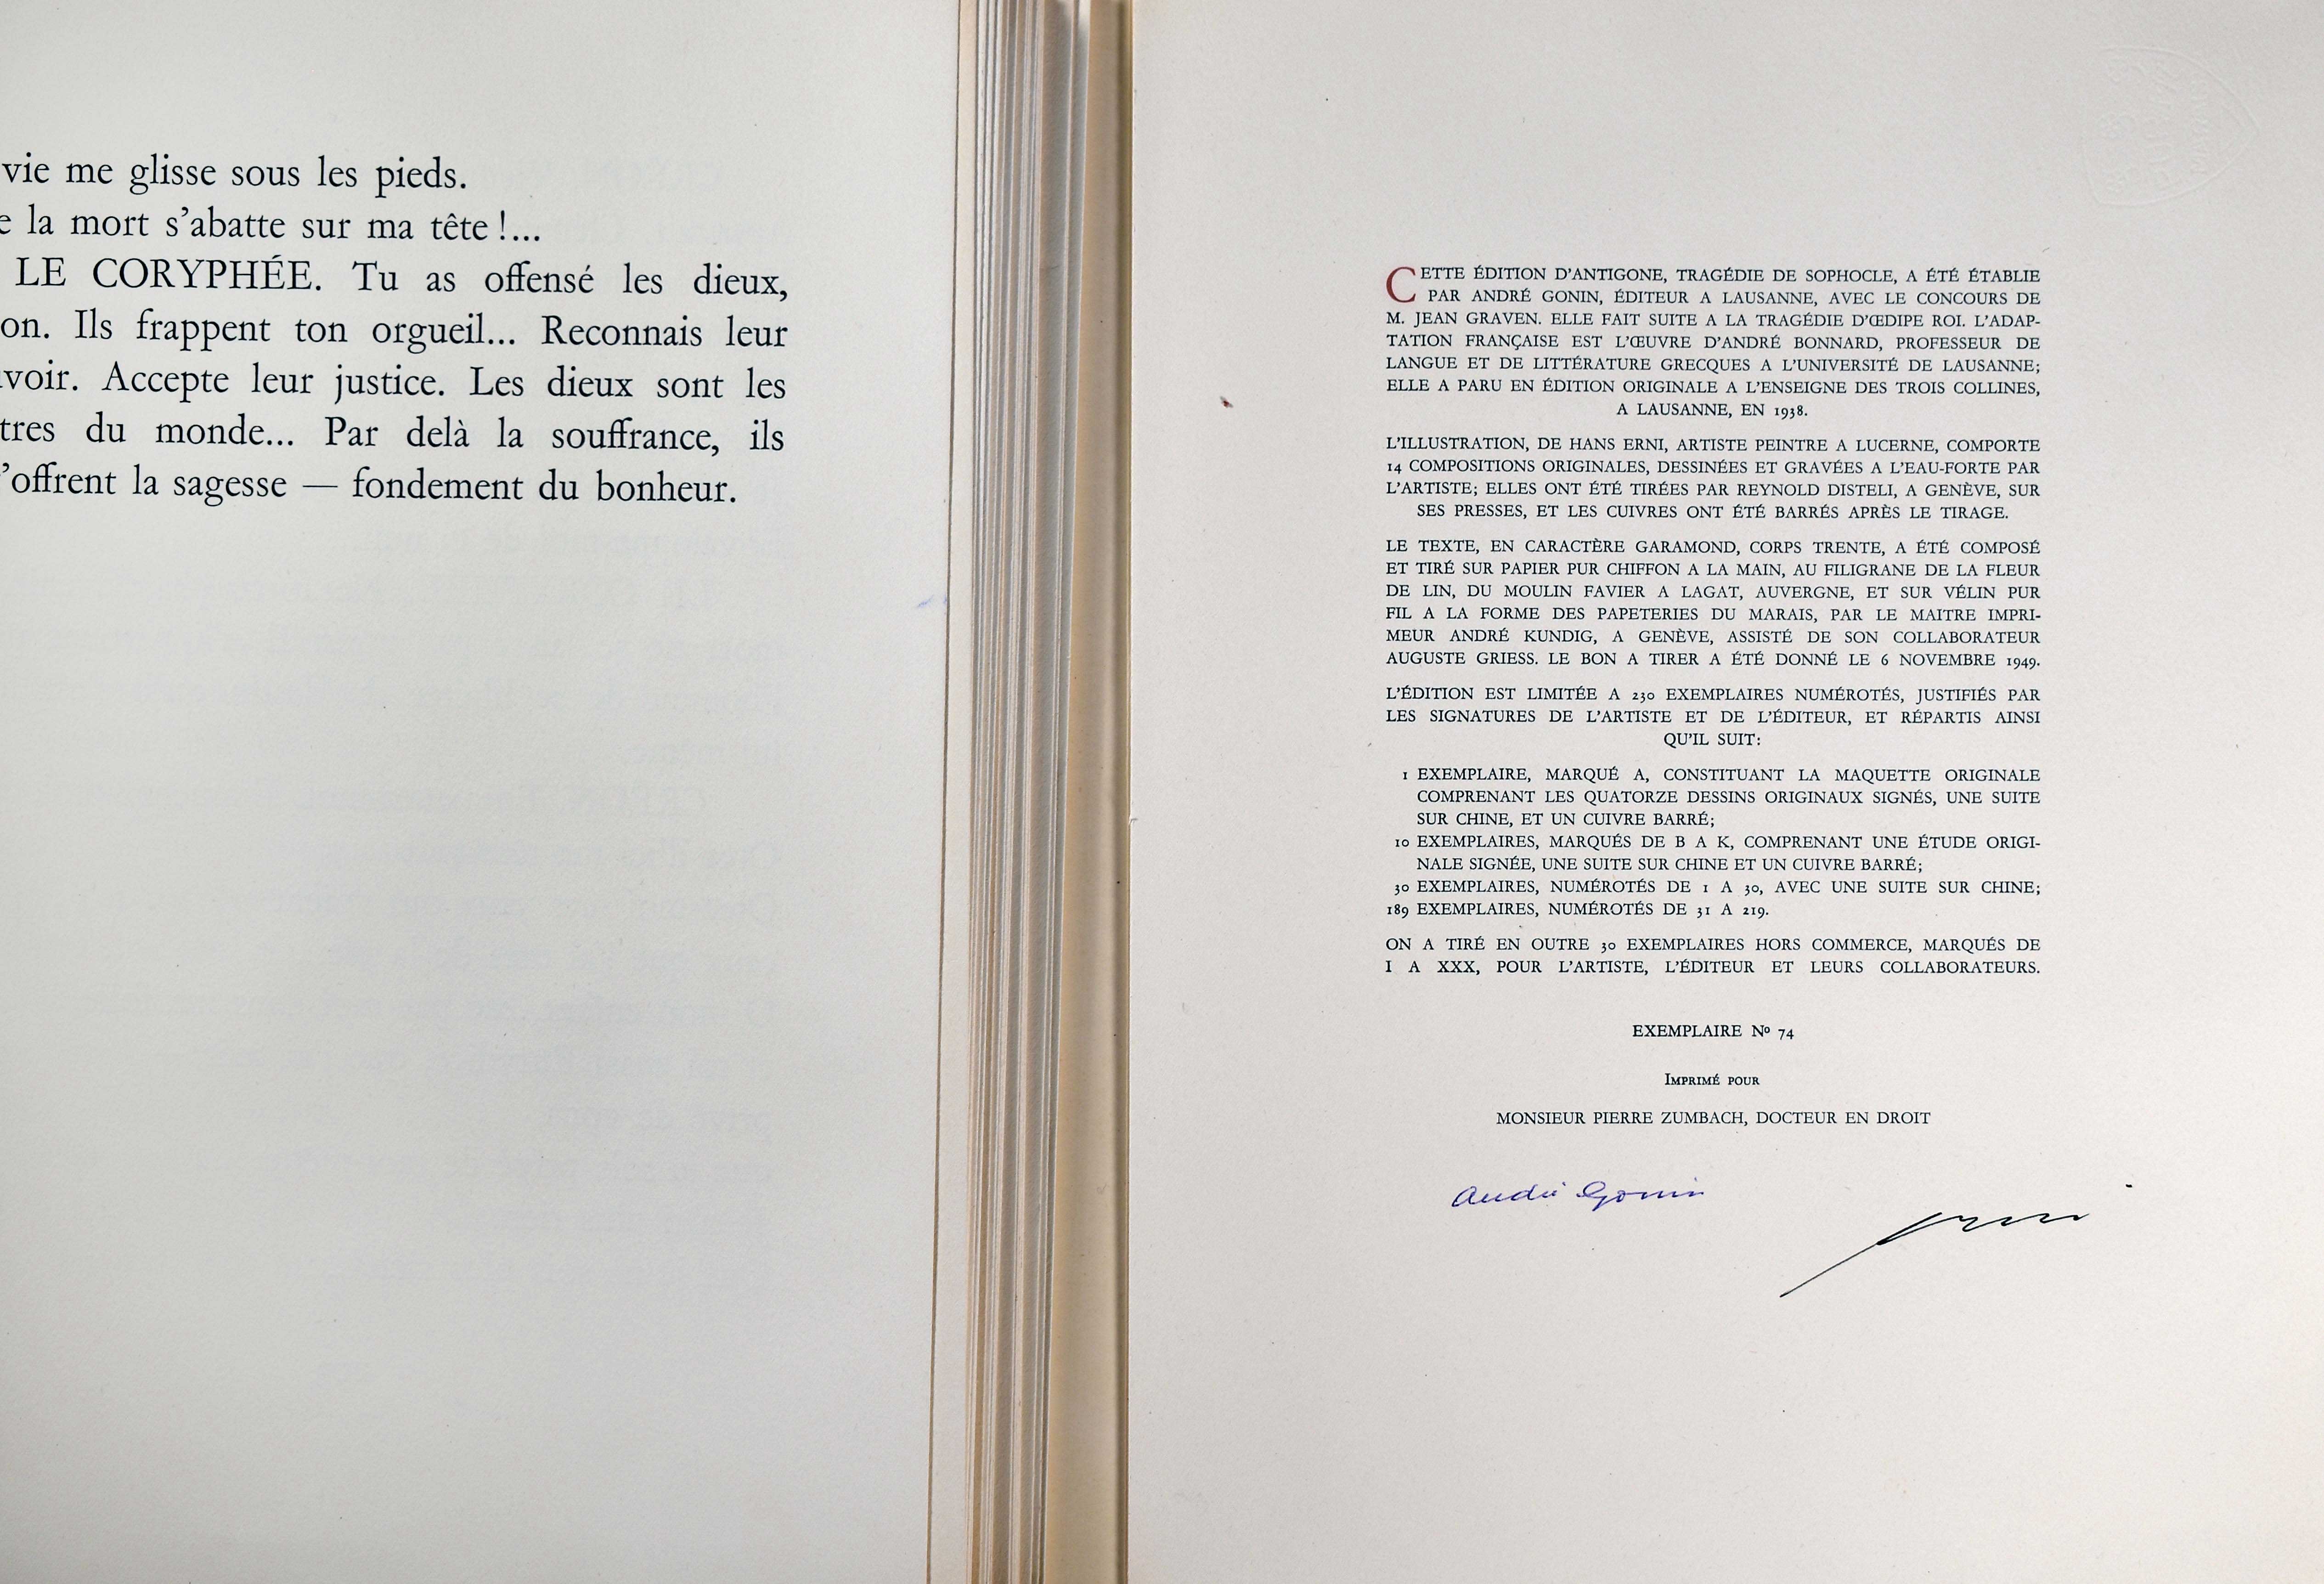 vie me glisse sous les pieds.
la mort s'abatte sur ma tête !...
LE CORYPHÉE. Tu as offensé les dieux,
on. Ils frappent ton orgueil... Reconnais leur
voir. Accepte leur justice. Les dieux sont les
tres du monde... Par delà la souffrance, ils
t'offrent la sagesse — fondement du bonheur.
CETTE ÉDITION D'ANTIGONE, TRAGÉDIE DE SOPHOCLE, A ÉTÉ ÉTABLIE
PAR ANDRÉ GONIN, ÉDITEUR A LAUSANNE, AVEC LE CONCOURS DE
M. JEAN GRAVEN. ELLE FAIT SUITE A LA TRAGÉDIE D'ŒDIPE ROI. L'ADAP-
TATION FRANÇAISE EST L'ŒUVRE D'ANDRÉ BONNARD, PROFESSEUR DE
LANGUE ET DE LITTÉRATURE GRECQUES A L'UNIVERSITÉ DE LAUSANNE;
ELLE A PARU EN ÉDITION ORIGINALE A L'ENSEIGNE DES TROIS COLLINES,
A LAUSANNE, EN 1938.
L'ILLUSTRATION, DE HANS ERNI, ARTISTE PEINTRE A LUCERNE, COMPORTE
14 COMPOSITIONS ORIGINALES, DESSINÉES ET GRAVÉES A L'EAU-FORTE PAR
L'ARTISTE; ELLES ONT ÉTÉ TIRÉES PAR REYNOLD DISTELI, A GENÈVE, SUR
SES PRESSES, ET LES CUIVRES ONT ÉTÉ BARRÉS APRÈS LE TIRAGE.
LE TEXTE, EN CARACTÈRE GARAMOND, CORPS TRENTE, A ÉTÉ COMPOSÉ
ET TIRÉ SUR PAPIER PUR CHIFFON A LA MAIN, AU FILIGRANE DE LA FLEUR
DE LIN, DU MOULIN FAVIER A LAGAT, AUVERGNE, ET SUR VÉLIN PUR
FIL A LA FORME DES PAPETERIES DU MARAIS, PAR LE MAITRE IMPRI-
MEUR ANDRÉ KUNDIG, A GENÈVE, ASSISTÉ DE SON COLLABORATEUR
AUGUSTE GRIESS. LE BON A TIRER A ÉTÉ DONNÉ LE 6 NOVEMBRE 1949.
L'ÉDITION EST LIMITÉE A 230 EXEMPLAIRES NUMÉROTÉS, JUSTIFIÉS PAR
LES SIGNATURES DE L'ARTISTE ET DE L'ÉDITEUR, ET RÉPARTIS AINSI
QU'IL SUIT:
1 EXEMPLAIRE, MARQUÉ A, CONSTITUANT LA MAQUETTE ORIGINALE
COMPRENANT LES QUATORZE DESSINS ORIGINAUX SIGNÉS, UNE SUITE
SUR CHINE, ET UN CUIVRE BARRÉ;
10 EXEMPLAIRES, MARQUÉS DE B A K, COMPRENANT UNE ÉTUDE ORIGI-
NALE SIGNÉE, UNE SUITE SUR CHINE ET UN CUIVRE BARRÉ;
30 EXEMPLAIRES, NUMÉROTÉS DE 1 A 30, AVEC UNE SUITE SUR CHINE;
189 EXEMPLAIRES, NUMÉROTÉS DE 31 A 219.
ON A TIRÉ EN OUTRE 30 EXEMPLAIRES HORS COMMERCE, MARQUÉS DE
I A XXX, POUR L'ARTISTE, L'ÉDITEUR ET LEURS COLLABORATEURS.
EXEMPLAIRE Nº 74
IMPRIMÉ POUR
MONSIEUR PIERRE ZUMBACH, DOCTEUR EN DROIT
André Gonin